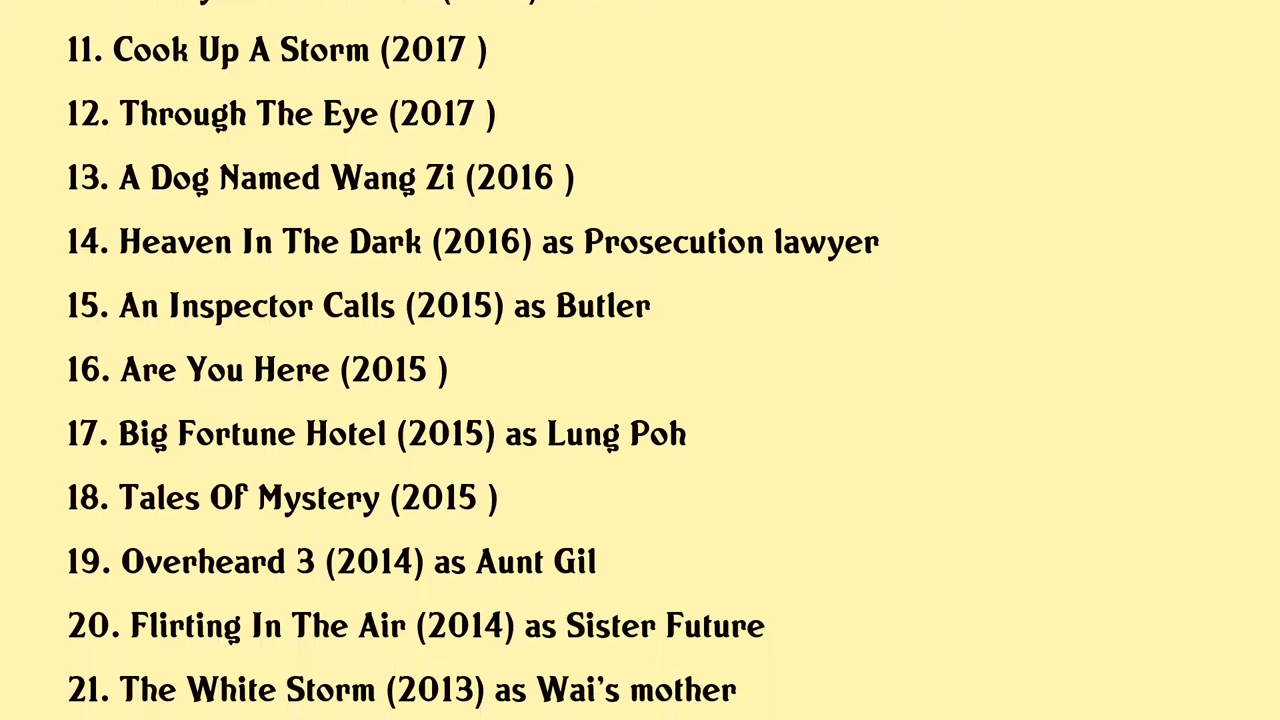 11. Cook Up A Storm (2017 )
12. Through The Eye (2017 )
13. A Dog Named Wang Zi (2016 )
14. Heaven In The Dark (2016) as Prosecution lawyer
15. An Inspector Calls (2015) as Butler
16. Are You Here (2015 )
17. Big Fortune Hotel (2015) as Lung Poh
18. Tales Of Mystery (2015 )
19. Overheard 3 (2014) as Aunt Gil
20. Flirting In The Air (2014) as Sister Future
21. The White Storm (2013) as Wai's mother